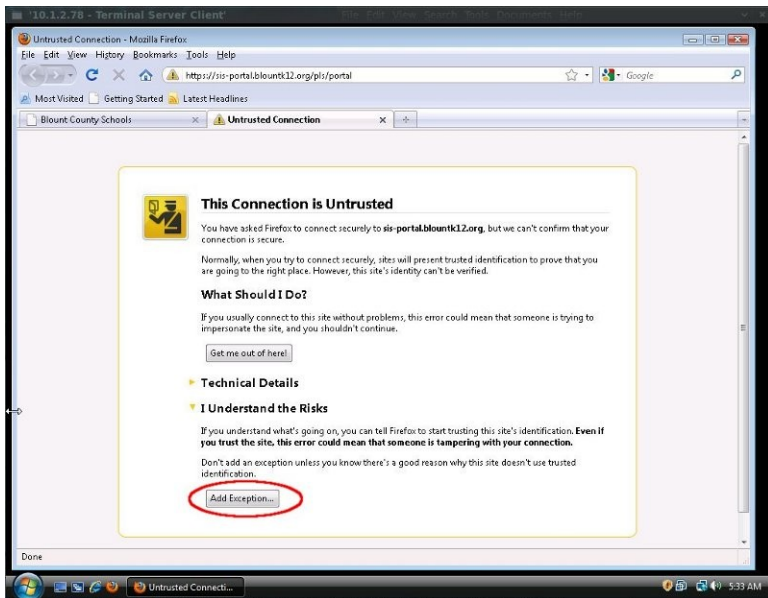 '10.1.2.78 - Terminal Server Client'
File Edit View Search Tools Documents Help
Untrusted Connection - Mozilla Firefox
File Edit View History Bookmarks Tools Help
https://sis-portal.blountk12.org/pls/portal
Google
Most Visited Getting Started Latest Headlines
Blount County Schools
Untrusted Connection
This Connection is Untrusted
You have asked Firefox to connect securely to sis-portal.blountk12.org, but we can't confirm that your
connection is secure.
Normally, when you try to connect securely, sites will present trusted identification to prove that you
are going to the right place. However, this site's identity can't be verified.
What Should I Do?
If you usually connect to this site without problems, this error could mean that someone is trying to
impersonate the site, and you shouldn't continue.
Get me out of here!
Technical Details
I Understand the Risks
If you understand what's going on, you can tell Firefox to start trusting this site's identification. Even if
you trust the site, this error could mean that someone is tampering with your connection.
Don't add an exception unless you know there's a good reason why this site doesn't use trusted
identification.
Add Exception...
Done
Untrusted Connecti...
5:33 AM